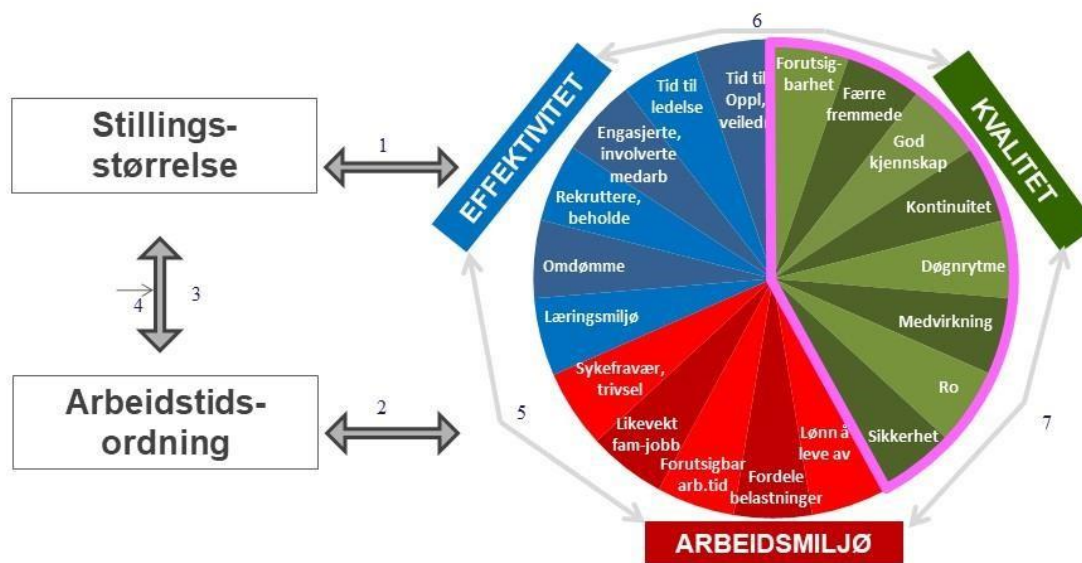 6
Stillings-
størrelse
1
EFFEKTIVITET
KVALITET
Tid til
ledelse
Tid til
Oppl,
veiledn
Forutsig-
barhet
Færre
fremmede
Engasjerte,
involverte
medarb
God
kjennskap
Rekruttere,
beholde
Kontinuitet
Omdømme
Døgnrytme
4
3
Læringsmiljø
Medvirkning
Sykefravær,
trivsel
Ro
Arbeidstids-
ordning
2
5
7
Likevekt
fam-jobb
Sikkerhet
Lønn å
leve av
Forutsigbar
arb.tid
Fordele
belastninger
ARBEIDSMILJØ